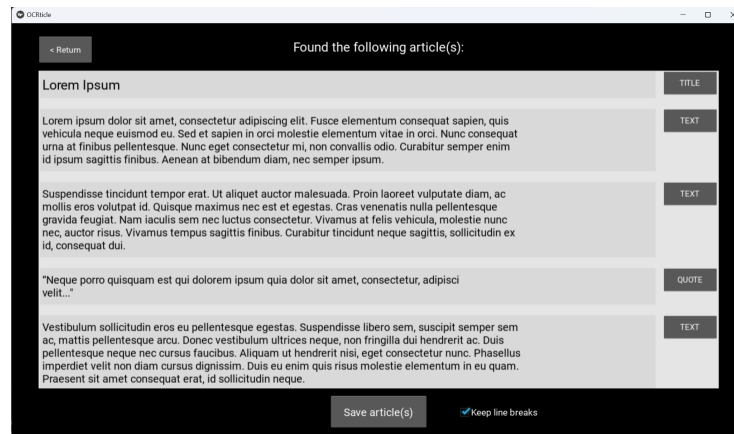 OCRticle
< Return
Found the following article(s):
Lorem Ipsum
TITLE
Lorem ipsum dolor sit amet, consectetur adipiscing elit. Fusce elementum consequat sapien, quis
vehicula neque euismod eu. Sed et sapien in orci molestie elementum vitae in orci. Nunc consequat
urna at finibus pellentesque. Nunc eget consectetur mi, non convallis odio. Curabitur semper enim
id ipsum sagittis finibus. Aenean at bibendum diam, nec semper ipsum.
TEXT
Suspendisse tincidunt tempor erat. Ut aliquet auctor malesuada. Proin laoreet vulputate diam, ac
mollis eros volutpat id. Quisque maximus nec est et egestas. Cras venenatis nulla pellentesque
gravida feugiat. Nam iaculis sem nec luctus consectetur. Vivamus at felis vehicula, molestie nunc
nec, auctor risus. Vivamus tempus sagittis finibus. Curabitur tincidunt neque sagittis, sollicitudin ex
id, consequat dui.
TEXT
“Neque porro quisquam est qui dolorem ipsum quia dolor sit amet, consectetur, adipisci
velit...”
QUOTE
Vestibulum sollicitudin eros eu pellentesque egestas. Suspendisse libero sem, suscipit semper sem
ac, mattis pellentesque arcu. Donec vestibulum ultrices neque, non fringilla dui hendrerit ac. Duis
pellentesque neque nec cursus faucibus. Aliquam ut hendrerit nisi, eget consectetur nunc. Phasellus
imperdiet velit non diam cursus dignissim. Duis eu enim quis risus molestie elementum in eu quam.
Praesent sit amet consequat erat, id sollicitudin neque.
TEXT
Save article(s)
Keep line breaks